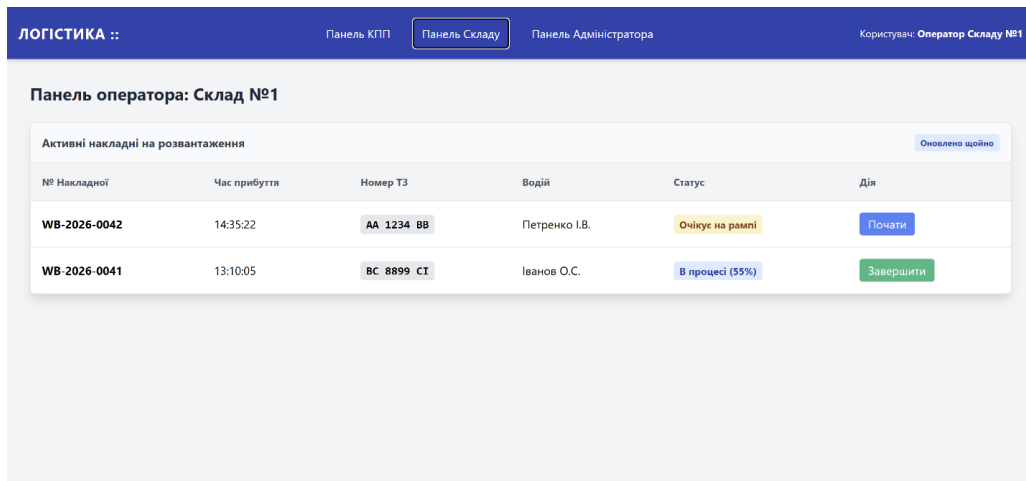 ЛОГІСТИКА :: Панель КПП Панель Складу Панель Адміністратора Користувач: Оператор Складу №1
Панель оператора: Склад №1
Активні накладні на розвантаження Оновлено щойно
№ Накладної Час прибуття Номер ТЗ Водій Статус Дія
WB-2026-0042 14:35:22 AA 1234 BB Петренко І.В. Очікує на рампі Почати
WB-2026-0041 13:10:05 BC 8899 CI Іванов О.С. В процесі (55%) Завершити